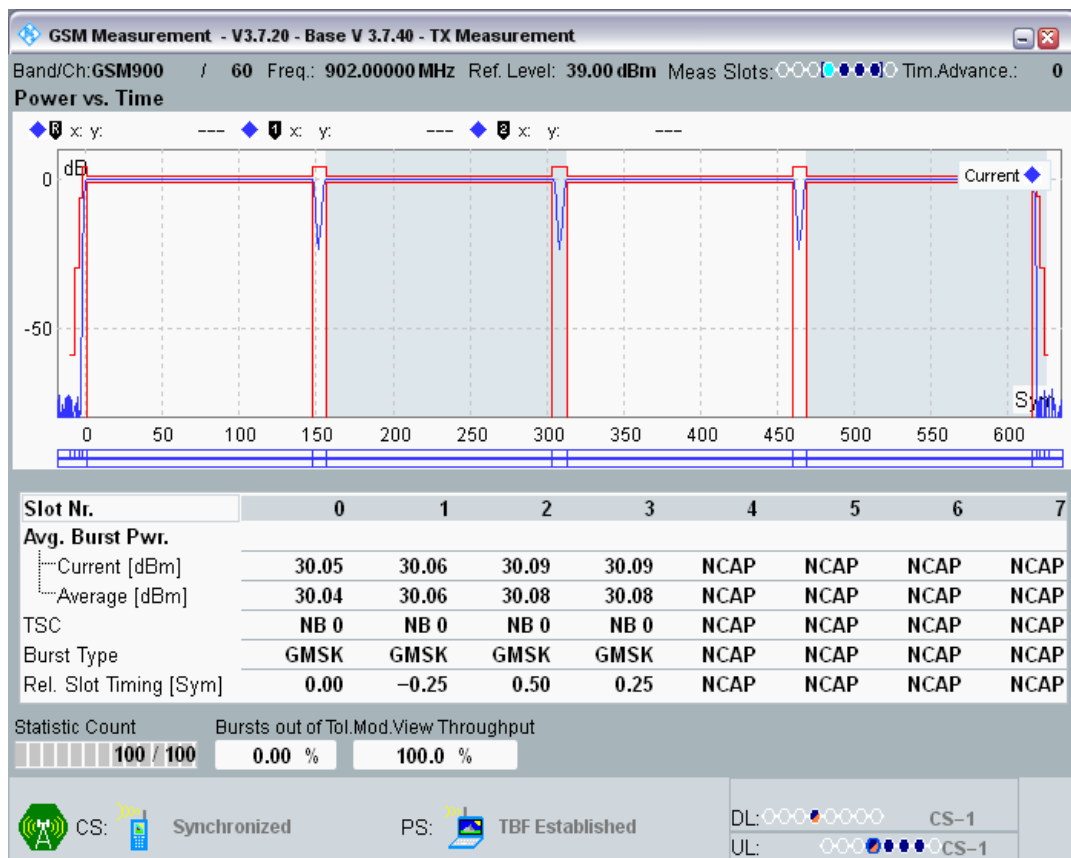 GSM Measurement - V3.7.20 - Base V 3.7.40 - TX Measurement
Band/Ch:GSM900 / 60 Freq.: 902.00000 MHz Ref. Level: 39.00 dBm Meas Slots: Tim.Advance.: 0
Power vs. Time
R x: y: --- 1 x: y: --- 2 x: y: ---
dB
Current
0
-50
Sym
0 50 100 150 200 250 300 350 400 450 500 550 600
Slot Nr. 0 1 2 3 4 5 6 7
Avg. Burst Pwr.
Current [dBm] 30.05 30.06 30.09 30.09 NCAP NCAP NCAP NCAP
Average [dBm] 30.04 30.06 30.08 30.08 NCAP NCAP NCAP NCAP
TSC NB 0 NB 0 NB 0 NB 0 NCAP NCAP NCAP NCAP
Burst Type GMSK GMSK GMSK GMSK NCAP NCAP NCAP NCAP
Rel. Slot Timing [Sym] 0.00 −0.25 0.50 0.25 NCAP NCAP NCAP NCAP
Statistic Count Bursts out of Tol.Mod.View Throughput
100 / 100 0.00 % 100.0 %
CS: Synchronized PS: TBF Established
DL: CS−1
UL: CS−1